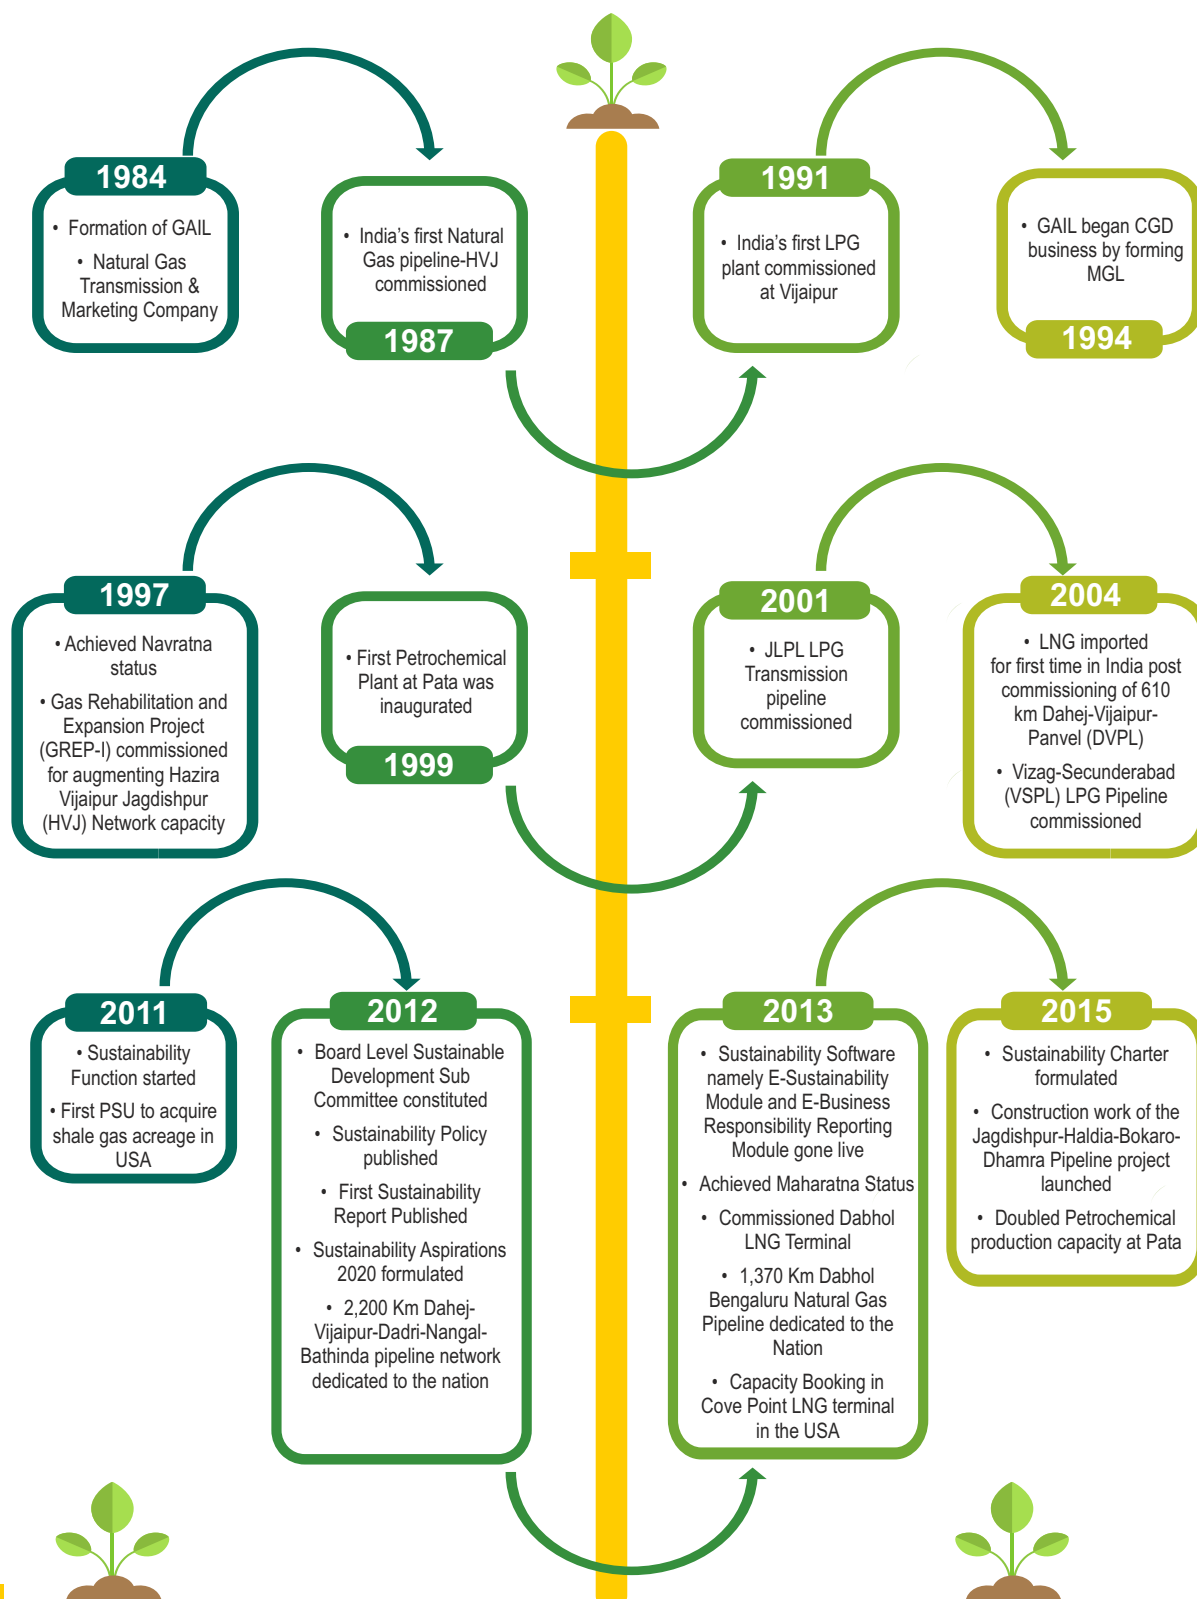 1984
• Formation of GAIL
• Natural Gas
Transmission &
Marketing Company
• India's first Natural
Gas pipeline-HVJ
commissioned
1987
1991
• India's first LPG
plant commissioned
at Vijaipur
• GAIL began CGD
business by forming
MGL
1994
1997
• Achieved Navratna
status
• Gas Rehabilitation and
Expansion Project
(GREP-I) commissioned
for augmenting Hazira
Vijaipur Jagdishpur
(HVJ) Network capacity
• First Petrochemical
Plant at Pata was
inaugurated
1999
2001
• JLPL LPG
Transmission
pipeline
commissioned
2004
• LNG imported
for first time in India post
commissioning of 610
km Dahej-Vijaipur-
Panvel (DVPL)
• Vizag-Secunderabad
(VSPL) LPG Pipeline
commissioned
2011
• Sustainability
Function started
• First PSU to acquire
shale gas acreage in
USA
2012
• Board Level Sustainable
Development Sub
Committee constituted
• Sustainability Policy
published
• First Sustainability
Report Published
• Sustainability Aspirations
2020 formulated
• 2,200 Km Dahej-
Vijaipur-Dadri-Nangal-
Bathinda pipeline network
dedicated to the nation
2013
• Sustainability Software
namely E-Sustainability
Module and E-Business
Responsibility Reporting
Module gone live
• Achieved Maharatna Status
• Commissioned Dabhol
LNG Terminal
• 1,370 Km Dabhol
Bengaluru Natural Gas
Pipeline dedicated to the
Nation
• Capacity Booking in
Cove Point LNG terminal
in the USA
2015
• Sustainability Charter
formulated
• Construction work of the
Jagdishpur-Haldia-Bokaro-
Dhamra Pipeline project
launched
• Doubled Petrochemical
production capacity at Pata